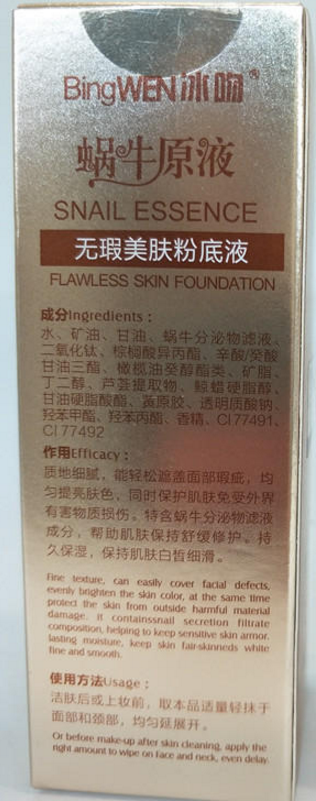 BingWEN冰吻®
蜗牛原液
SNAIL ESSENCE
无瑕美肤粉底液
FLAWLESS SKIN FOUNDATION
成分Ingredients：
水、矿油、甘油、蜗牛分泌物滤液、
二氧化钛、棕榈酸异丙酯、辛酸/癸酸
甘油三酯、橄榄油癸醇酯类、矿脂、
丁二醇、芦荟提取物、鲸蜡硬脂醇、
甘油硬脂酸酯、黄原胶、透明质酸钠、
羟苯甲酯、羟苯丙酯、香精、CI 77491、
CI 77492
作用Efficacy：
质地细腻，能轻松遮盖面部瑕疵，均
匀提亮肤色，同时保护肌肤免受外界
有害物质损伤。特含蜗牛分泌物滤液
成分，帮助肌肤保持舒缓修护。持
久保湿，保持肌肤白皙细滑。
Fine texture, can easily cover facial defects,
evenly brighten the skin color, at the same time
protect the skin from outside harmful material
damage. It containssnail secretion filtrate
composition, helping to keep sensitive skin armor.
lasting moisture, keep skin fair-skinneds white
fine and smooth.
使用方法Usage：
洁肤后或上妆前，取本品适量轻抹于
面部和颈部，均匀延展开。
Or before make-up after skin cleaning, apply the
right amount to wipe on face and neck, even delay.